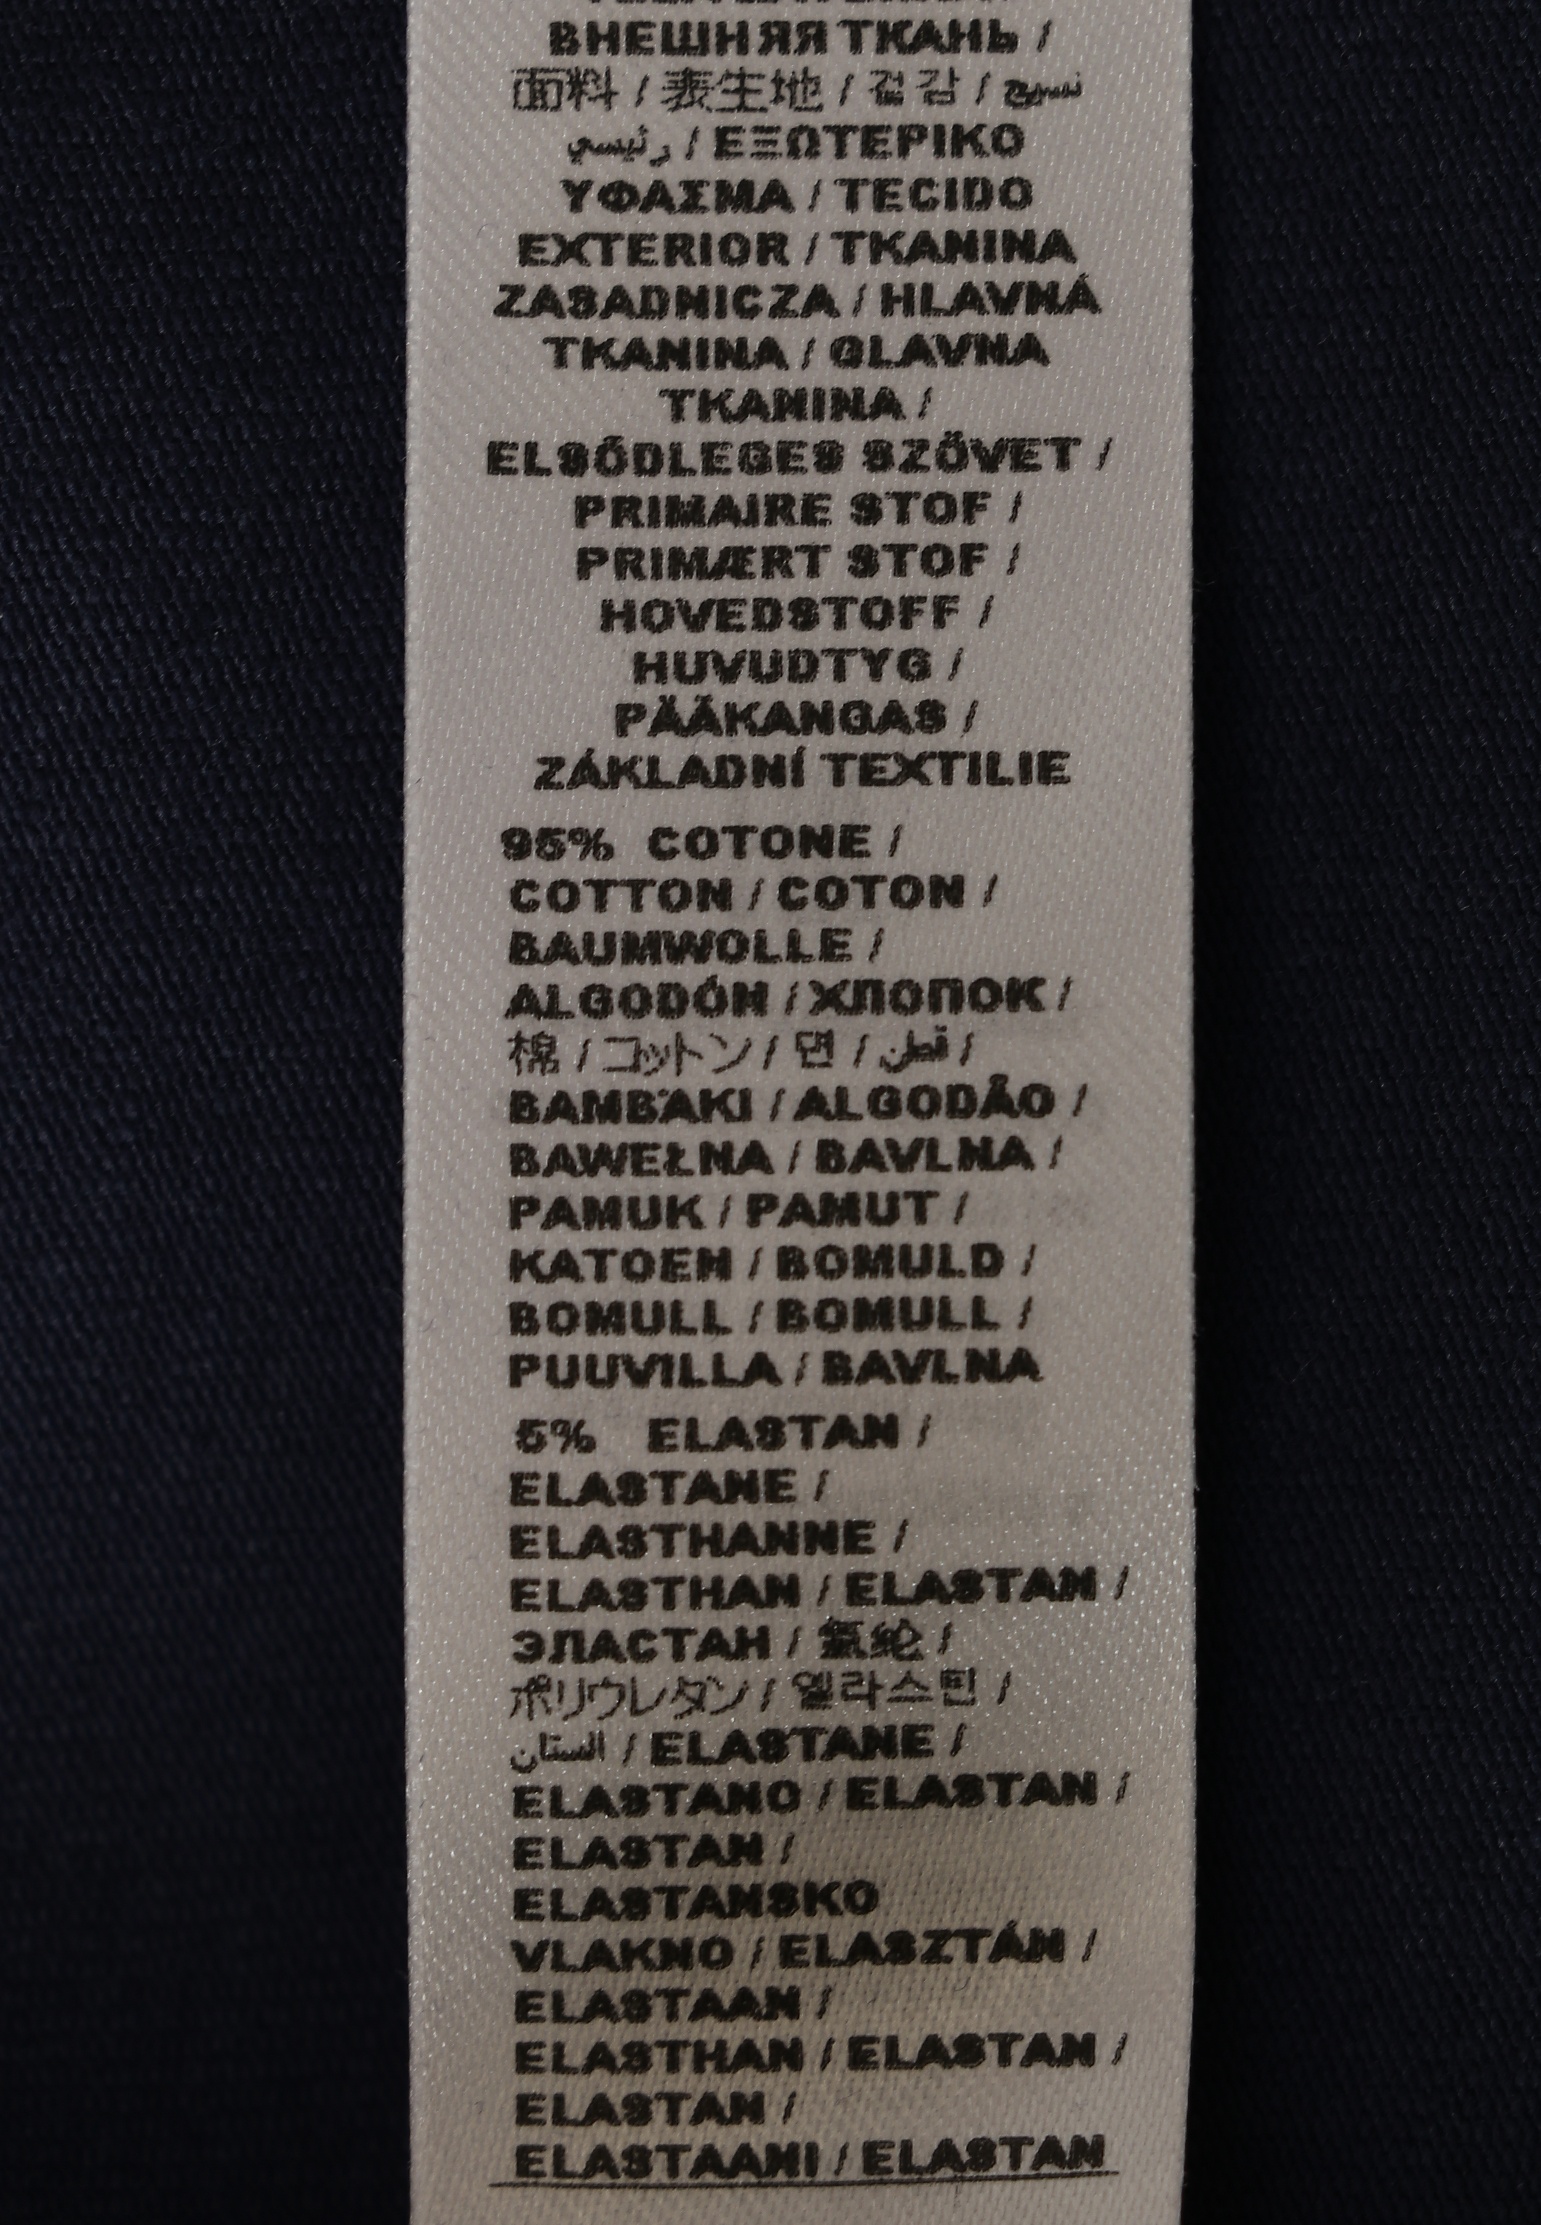 ВНЕШНЯЯ ТКАНЬ /
面料 / 表生地 / 겉감 / نسيج
رئيسي / ΕΞΩΤΕΡΙΚΟ
ΥΦΑΣΜΑ / TECIDO
EXTERIOR / TKANINA
ZASADNICZA / HLAVNÁ
TKANINA / GLAVNA
TKANINA /
ELSŐDLEGES SZÖVET /
PRIMAIRE STOF /
PRIMÆRT STOF /
HOVEDSTOFF /
HUVUDTYG /
PÄÄKANGAS /
ZÁKLADNÍ TEXTILIE
95% COTONE /
COTTON / COTON /
BAUMWOLLE /
ALGODÓN / ХЛОПОК /
棉 / コットン / 면 / قطن /
BAMBAKI / ALGODÃO /
BAWEŁNA / BAVLNA /
PAMUK / PAMUT /
KATOEN / BOMULD /
BOMULL / BOMULL /
PUUVILLA / BAVLNA
5% ELASTAN /
ELASTANE /
ELASTHANNE /
ELASTHAN / ELASTAN /
ЭЛАСТАН / 氨纶 /
ポリウレタン / 엘라스틴 /
الستان / ELASTANE /
ELASTANO / ELASTAN /
ELASTAN /
ELASTANSKO
VLAKNO / ELASZTÁN /
ELASTAAN /
ELASTHAN / ELASTAN /
ELASTAN /
ELASTAANI / ELASTAN